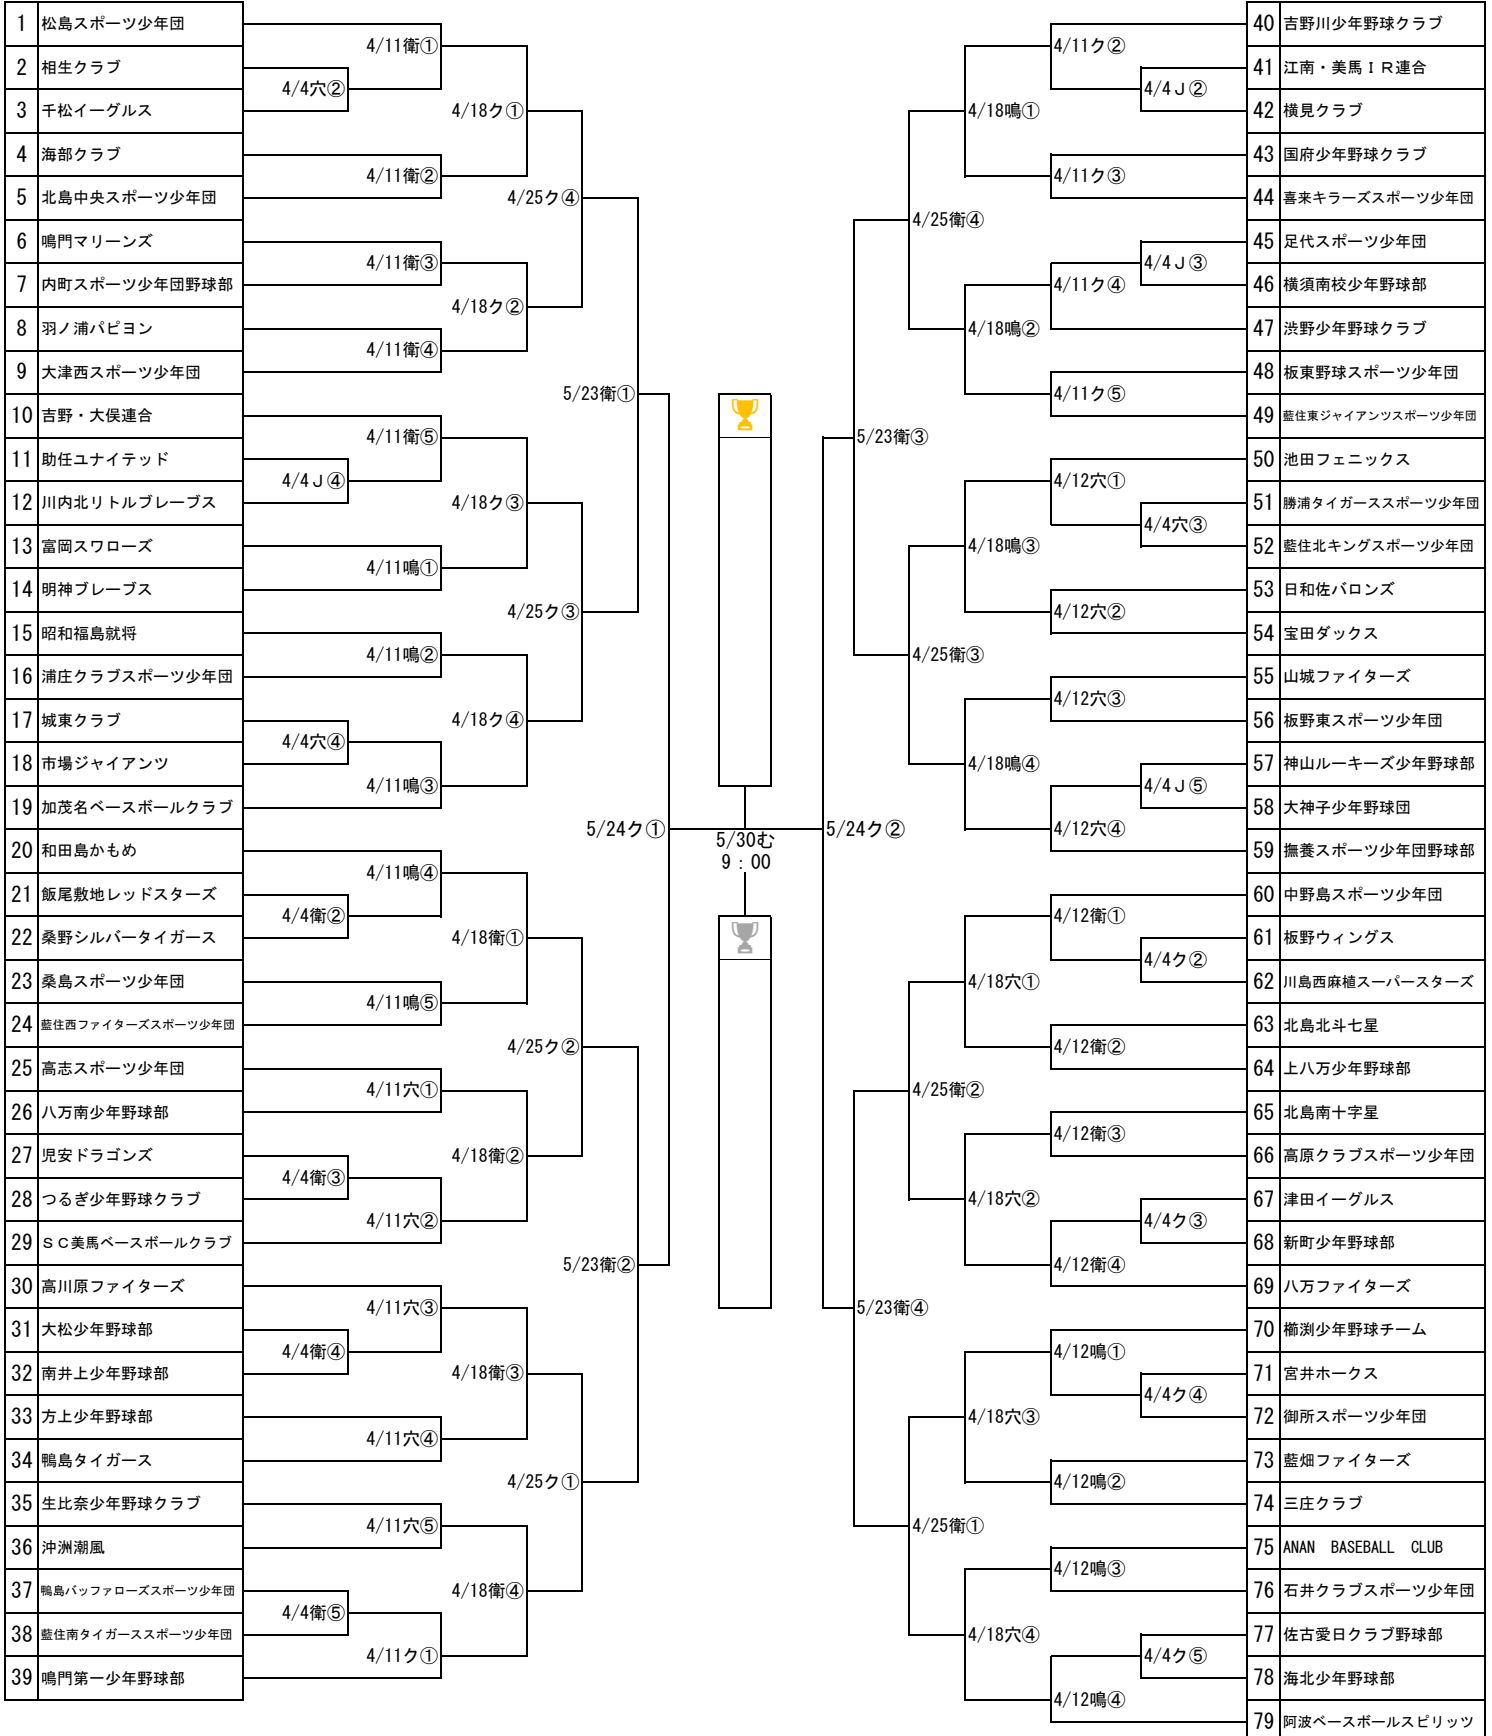 1 松島スポーツ少年団
2 相生クラブ
3 千松イーグルス
4 海部クラブ
5 北島中央スポーツ少年団
6 鳴門マリーンズ
7 内町スポーツ少年団野球部
8 羽ノ浦パピヨン
9 大津西スポーツ少年団
10 吉野・大俣連合
11 助任ユナイテッド
12 川内北リトルブレーブス
13 富岡スワローズ
14 明神ブレーブス
15 昭和福島就将
16 浦庄クラブスポーツ少年団
17 城東クラブ
18 市場ジャイアンツ
19 加茂名ベースボールクラブ
20 和田島かもめ
21 飯尾敷地レッドスターズ
22 桑野シルバータイガース
23 桑島スポーツ少年団
24 藍住西ファイターズスポーツ少年団
25 高志スポーツ少年団
26 八万南少年野球部
27 児安ドラゴンズ
28 つるぎ少年野球クラブ
29 ＳＣ美馬ベースボールクラブ
30 高川原ファイターズ
31 大松少年野球部
32 南井上少年野球部
33 方上少年野球部
34 鴨島タイガース
35 生比奈少年野球クラブ
36 沖洲潮風
37 鴨島バッファローズスポーツ少年団
38 藍住南タイガーススポーツ少年団
39 鳴門第一少年野球部
4/4穴②
4/4Ｊ④
4/4穴④
4/4衛②
4/4衛③
4/4衛④
4/4衛⑤
4/11衛①
4/11衛②
4/11衛③
4/11衛④
4/11衛⑤
4/11鳴①
4/11鳴②
4/11鳴③
4/11鳴④
4/11鳴⑤
4/11穴①
4/11穴②
4/11穴③
4/11穴④
4/11穴⑤
4/11ク①
4/18ク①
4/18ク②
4/18ク③
4/18ク④
4/18衛①
4/18衛②
4/18衛③
4/18衛④
4/25ク④
4/25ク③
4/25ク②
4/25ク①
5/23衛①
5/23衛②
5/24ク①
5/30む
9：00
5/24ク②
5/23衛③
5/23衛④
4/25衛④
4/25衛③
4/25衛②
4/25衛①
4/18鳴①
4/18鳴②
4/18鳴③
4/18鳴④
4/18穴①
4/18穴②
4/18穴③
4/18穴④
4/11ク②
4/11ク③
4/11ク④
4/11ク⑤
4/12穴①
4/12穴②
4/12穴③
4/12穴④
4/12衛①
4/12衛②
4/12衛③
4/12衛④
4/12鳴①
4/12鳴②
4/12鳴③
4/12鳴④
4/4Ｊ②
4/4Ｊ③
4/4穴③
4/4Ｊ⑤
4/4ク②
4/4ク③
4/4ク④
4/4ク⑤
40 吉野川少年野球クラブ
41 江南・美馬ＩＲ連合
42 横見クラブ
43 国府少年野球クラブ
44 喜来キラーズスポーツ少年団
45 足代スポーツ少年団
46 横須南校少年野球部
47 渋野少年野球クラブ
48 板東野球スポーツ少年団
49 藍住東ジャイアンツスポーツ少年団
50 池田フェニックス
51 勝浦タイガーススポーツ少年団
52 藍住北キングスポーツ少年団
53 日和佐バロンズ
54 宝田ダックス
55 山城ファイターズ
56 板野東スポーツ少年団
57 神山ルーキーズ少年野球部
58 大神子少年野球団
59 撫養スポーツ少年団野球部
60 中野島スポーツ少年団
61 板野ウィングス
62 川島西麻植スーパースターズ
63 北島北斗七星
64 上八万少年野球部
65 北島南十字星
66 高原クラブスポーツ少年団
67 津田イーグルス
68 新町少年野球部
69 八万ファイターズ
70 櫛渕少年野球チーム
71 宮井ホークス
72 御所スポーツ少年団
73 藍畑ファイターズ
74 三庄クラブ
75 ANAN BASEBALL CLUB
76 石井クラブスポーツ少年団
77 佐古愛日クラブ野球部
78 海北少年野球部
79 阿波ベースボールスピリッツ